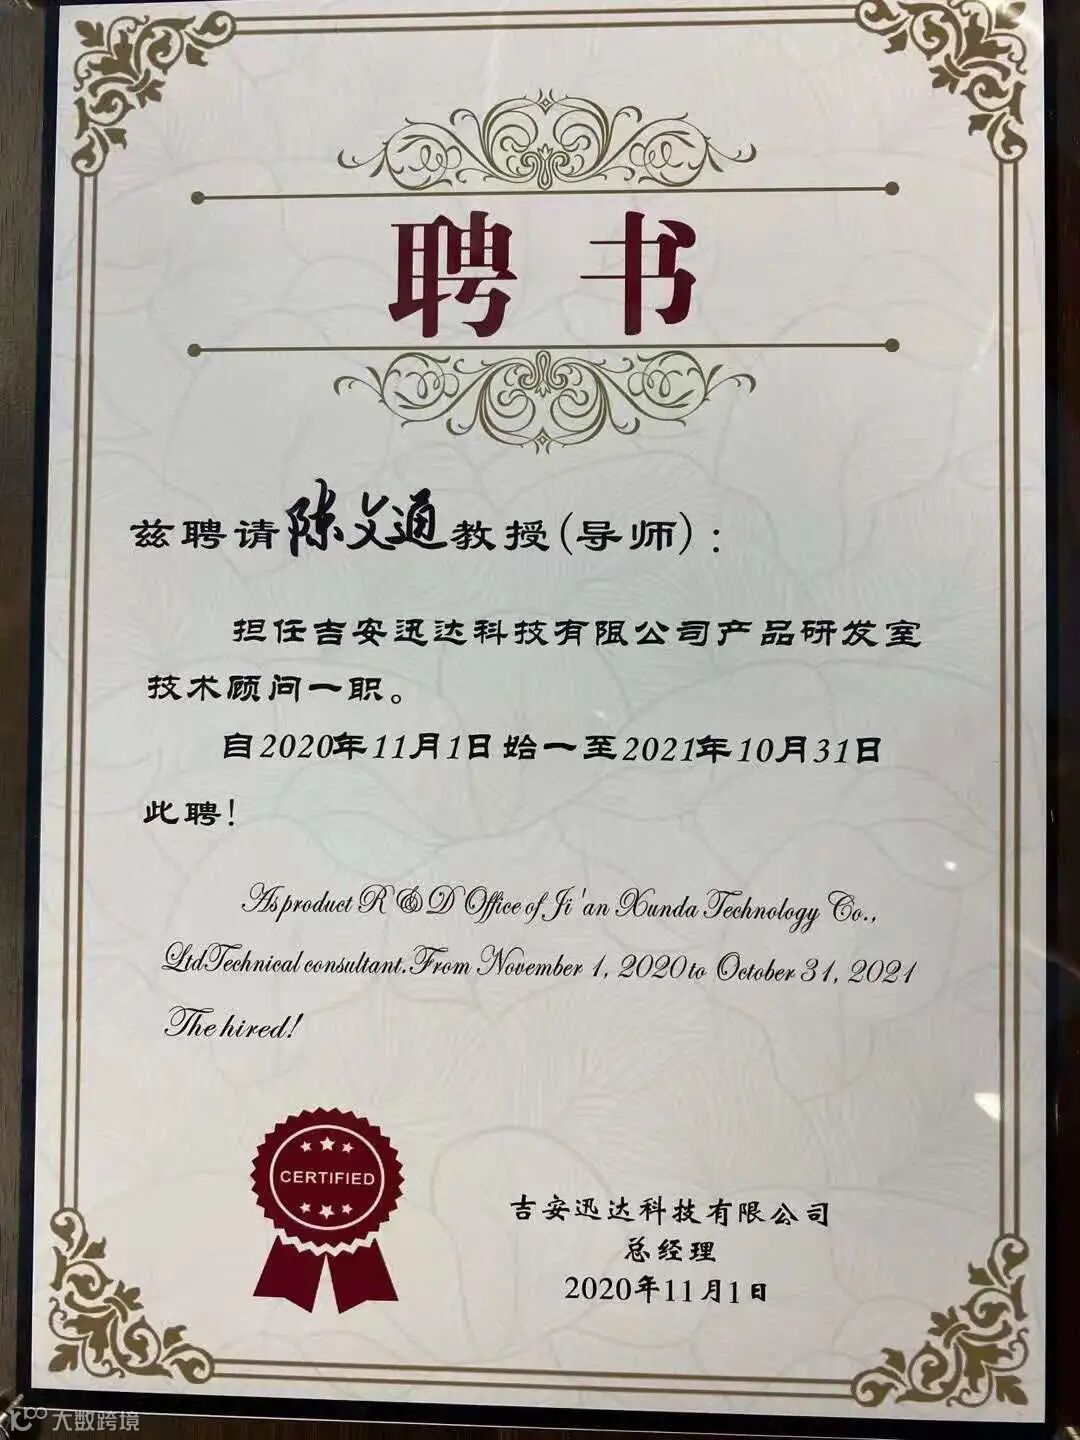 聘书
兹聘请陈文通教授(导师)：
担任吉安迅达科技有限公司产品研发室
技术顾问一职。
自2020年11月1日始一至2021年10月31日
此聘！
As product R & D Office of Ji'an Xunda Technology Co.,
Ltd Technical consultant. From November 1, 2020 to October 31, 2021
The hired!
CERTIFIED
吉安迅达科技有限公司
总经理
2020年11月1日
大数跨境